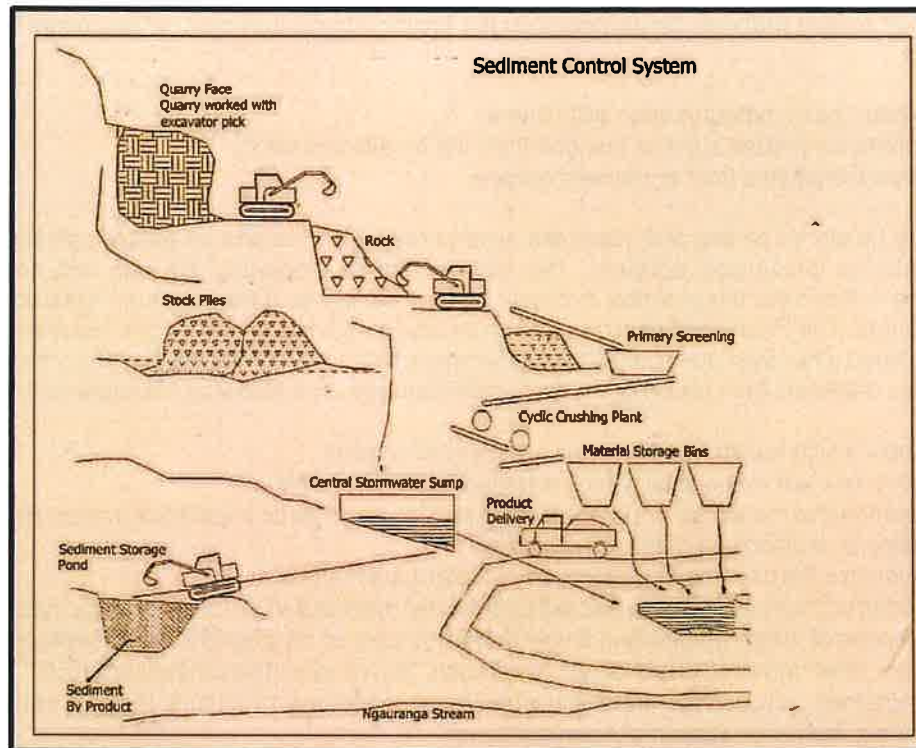 Sediment Control System
Quarry Face
Quarry worked with
excavator pick
Rock
Stock Piles
Primary Screening
Cyclic Crushing Plant
Material Storage Bins
Central Stormwater Sump
Product
Delivery
Sediment Storage
Pond
Sediment
By Product
Ngauranga Stream